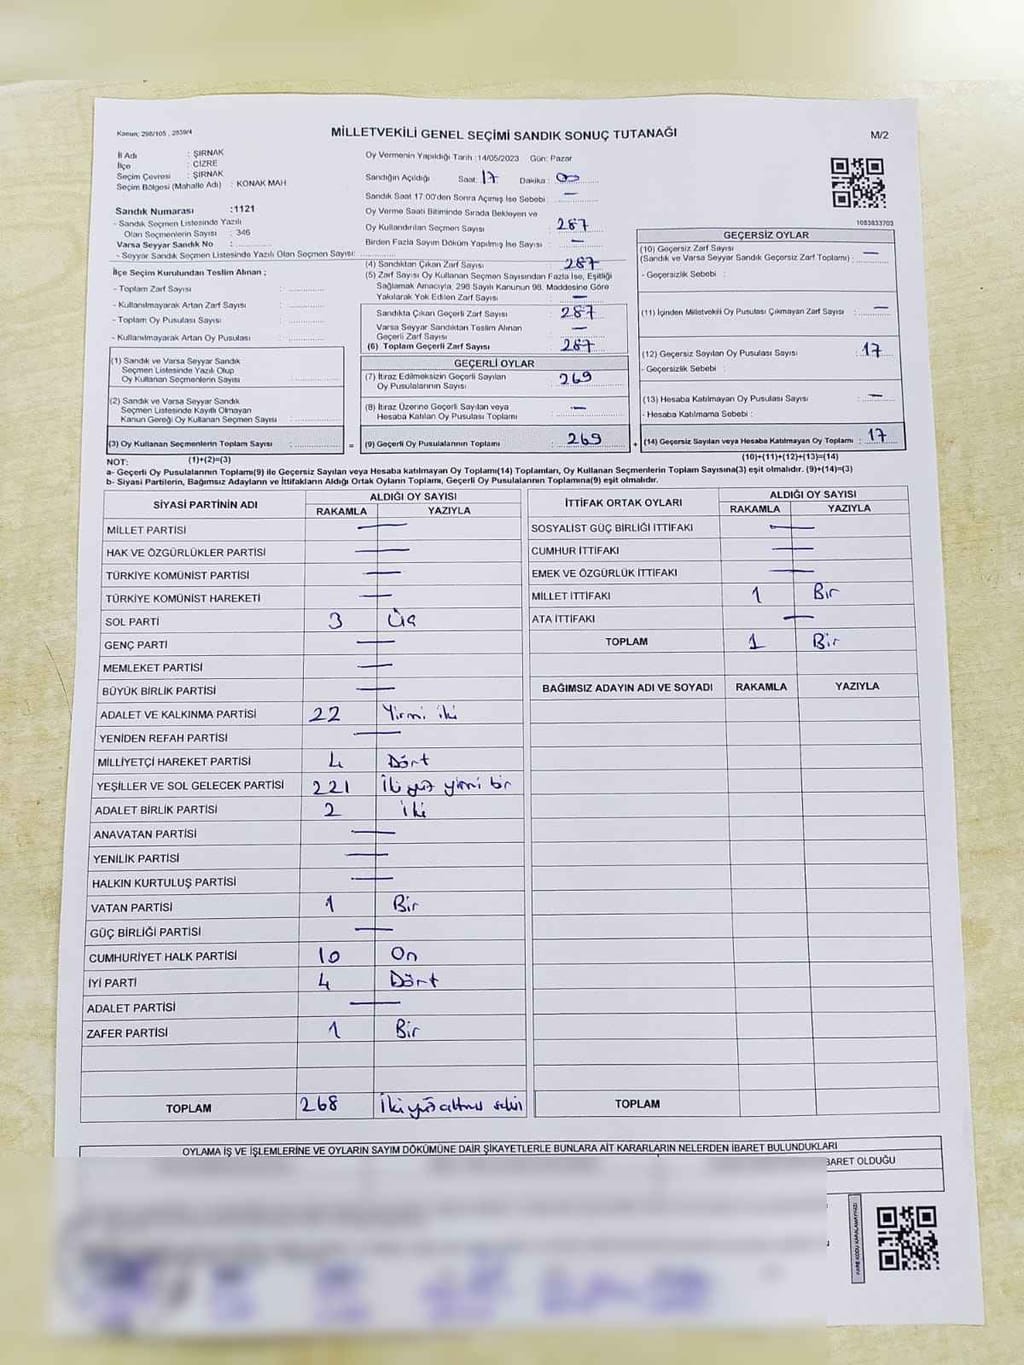 Kanun; 298/105 , 2839/4
MİLLETVEKİLİ GENEL SEÇİMİ SANDIK SONUÇ TUTANAĞI
M/2
İl Adı : ŞIRNAK
İlçe : CİZRE
Seçim Çevresi : ŞIRNAK
Seçim Bölgesi (Mahalle Adı) : KONAK MAH
Sandık Numarası :1121
- Sandık Seçmen Listesinde Yazılı
Olan Seçmenlerin Sayısı : 346
Varsa Seyyar Sandık No :
- Seyyar Sandık Seçmen Listesinde Yazılı Olan Seçmen Sayısı:
İlçe Seçim Kurulundan Teslim Alınan ;
- Toplam Zarf Sayısı
- Kullanılmayarak Artan Zarf Sayısı
- Toplam Oy Pusulası Sayısı
- Kullanılmayarak Artan Oy Pusulası
(1) Sandık ve Varsa Seyyar Sandık
Seçmen Listesinde Yazılı Olup
Oy Kullanan Seçmenlerin Sayısı
(2) Sandık ve Varsa Seyyar Sandık
Seçmen Listesinde Kayıtlı Olmayan
Kanun Gereği Oy Kullanan Seçmen Sayısı
(3) Oy Kullanan Seçmenlerin Toplam Sayısı
(1)+(2)=(3)
Oy Vermenin Yapıldığı Tarih :14/05/2023 Gün: Pazar
Sandığın Açıldığı Saat: 17 Dakika: 00
Sandık Saat 17 00'den Sonra Açılmış İse Sebebi : —
Oy Verme Saati Bitiminde Sırada Bekleyen ve
Oy Kullandırılan Seçmen Sayısı 287
Birden Fazla Sayım Döküm Yapılmış İse Sayısı : —
(4) Sandıktan Çıkan Zarf Sayısı 287
(5) Zarf Sayısı Oy Kullanan Seçmen Sayısından Fazla İse, Eşitliği
Sağlamak Amacıyla, 298 Sayılı Kanunun 98. Maddesine Göre
Yakılarak Yok Edilen Zarf Sayısı —
Sandıkta Çıkan Geçerli Zarf Sayısı 287
Varsa Seyyar Sandıktan Teslim Alınan
Geçerli Zarf Sayısı —
(6) Toplam Geçerli Zarf Sayısı 287
GEÇERLİ OYLAR
(7) İtiraz Edilmeksizin Geçerli Sayılan
Oy Pusulalarının Sayısı 269
(8) İtiraz Üzerine Geçerli Sayılan veya
Hesaba Katılan Oy Pusulası Toplamı —
= (9) Geçerli Oy Pusulalarının Toplamı 269
1083833703
GEÇERSİZ OYLAR
(10) Geçersiz Zarf Sayısı
(Sandık ve Varsa Seyyar Sandık Geçersiz Zarf Toplamı) : —
- Geçersizlik Sebebi :
(11) İçinden Milletvekili Oy Pusulası Çıkmayan Zarf Sayısı : —
(12) Geçersiz Sayılan Oy Pusulası Sayısı : 17
- Geçersizlik Sebebi :
(13) Hesaba Katılmayan Oy Pusulası Sayısı : —
- Hesaba Katılmama Sebebi :
+ (14) Geçersiz Sayılan veya Hesaba Katılmayan Oy Toplamı : 17
(10)+(11)+(12)+(13)=(14)
NOT:
a- Geçerli Oy Pusulalarının Toplamı(9) ile Geçersiz Sayılan veya Hesaba Katılmayan Oy Toplamı(14) Toplamları, Oy Kullanan Seçmenlerin Toplam Sayısına(3) eşit olmalıdır. (9)+(14)=(3)
b- Siyasi Partilerin, Bağımsız Adayların ve İttifakların Aldığı Ortak Oyların Toplamı, Geçerli Oy Pusulalarının Toplamına(9) eşit olmalıdır.
SİYASİ PARTİNİN ADI ALDIĞI OY SAYISI
RAKAMLA YAZIYLA
MİLLET PARTİSİ —
HAK VE ÖZGÜRLÜKLER PARTİSİ —
TÜRKİYE KOMÜNİST PARTİSİ —
TÜRKİYE KOMÜNİST HAREKETİ —
SOL PARTİ 3 Üç
GENÇ PARTİ —
MEMLEKET PARTİSİ —
BÜYÜK BİRLİK PARTİSİ —
ADALET VE KALKINMA PARTİSİ 22 Yirmi iki
YENİDEN REFAH PARTİSİ —
MİLLİYETÇİ HAREKET PARTİSİ 4 Dört
YEŞİLLER VE SOL GELECEK PARTİSİ 221 İki yüz yirmi bir
ADALET BİRLİK PARTİSİ 2 İki
ANAVATAN PARTİSİ —
YENİLİK PARTİSİ —
HALKIN KURTULUŞ PARTİSİ —
VATAN PARTİSİ 1 Bir
GÜÇ BİRLİĞİ PARTİSİ —
CUMHURİYET HALK PARTİSİ 10 On
İYİ PARTİ 4 Dört
ADALET PARTİSİ —
ZAFER PARTİSİ 1 Bir
TOPLAM 268 İki yüz altmış sekiz
İTTİFAK ORTAK OYLARI ALDIĞI OY SAYISI
RAKAMLA YAZIYLA
SOSYALİST GÜÇ BİRLİĞİ İTTİFAKI —
CUMHUR İTTİFAKI —
EMEK VE ÖZGÜRLÜK İTTİFAKI —
MİLLET İTTİFAKI 1 Bir
ATA İTTİFAKI —
TOPLAM 1 Bir
BAĞIMSIZ ADAYIN ADI VE SOYADI RAKAMLA YAZIYLA
TOPLAM
OYLAMA İŞ VE İŞLEMLERİNE VE OYLARIN SAYIM DÖKÜMÜNE DAİR ŞİKAYETLERLE BUNLARA AİT KARARLARIN NELERDEN İBARET BULUNDUKLARI
BARET OLDUĞU